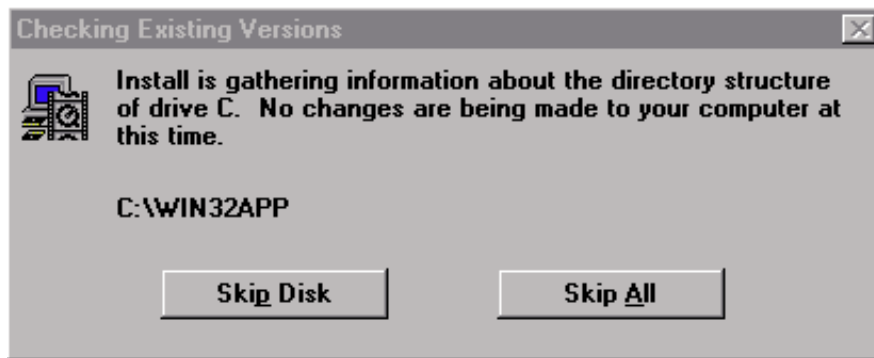 Checking Existing Versions
Install is gathering information about the directory structure
of drive C.  No changes are being made to your computer at
this time.
C:\WIN32APP
Skip Disk
Skip All